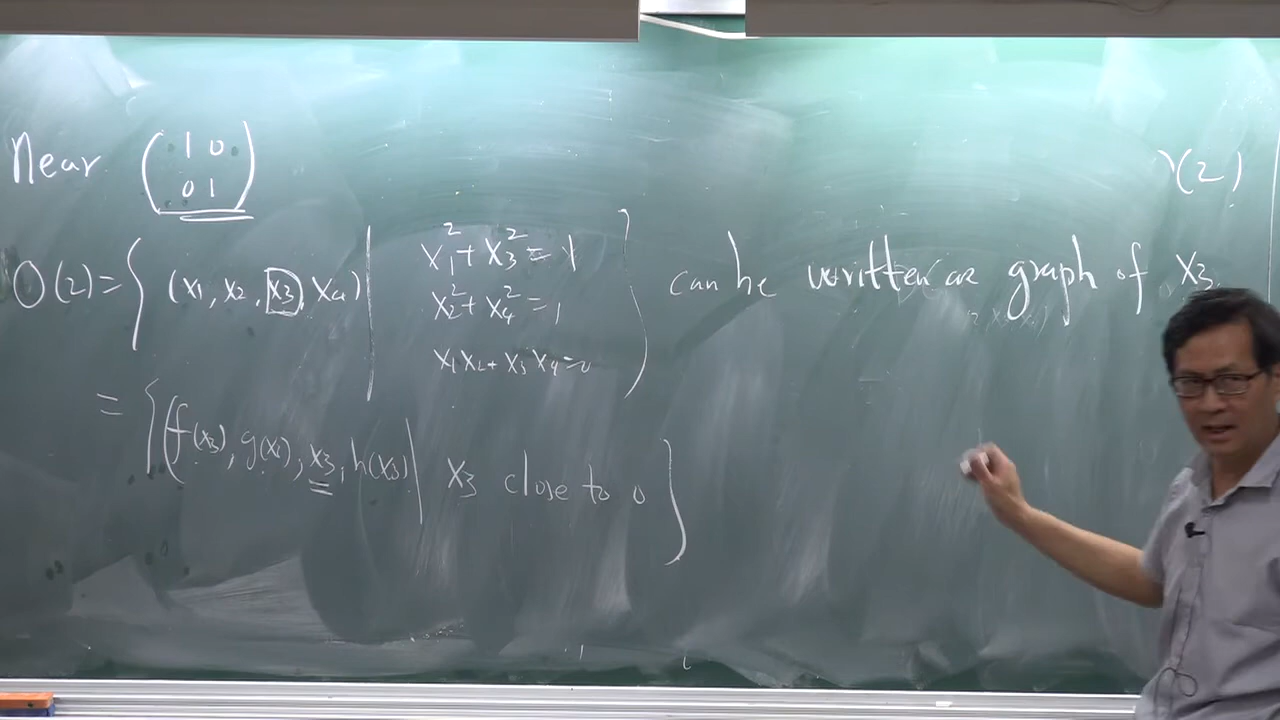 Near ( 1 0
0 1 )
O(2) = { (x₁, x₂, x₃, x₄) | x₁² + x₃² = 1
x₂² + x₄² = 1
x₁x₂ + x₃x₄ = 0 } can be written as graph of x₃
= { (f(x₃), g(x₃), x₃, h(x₃) | x₃ close to 0 }
(2)